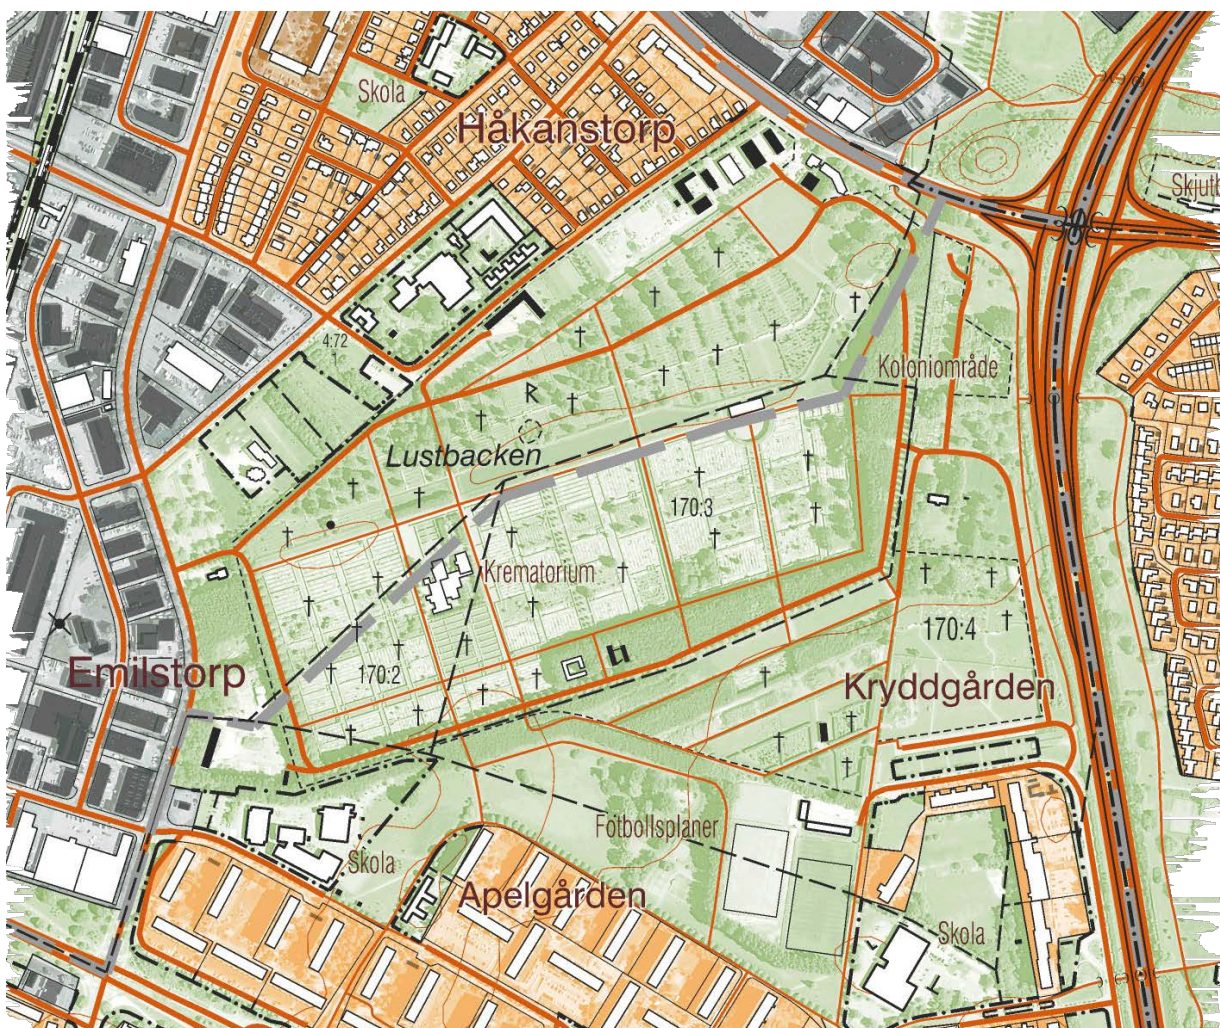 Skola
Håkanstorp
Skjutb
4:72
Koloniområde
R
Lustbacken
170:3
Krematorium
170:4
Emilstorp
170:2
Kryddgården
Fotbollsplaner
Skola
Apelgården
Skola